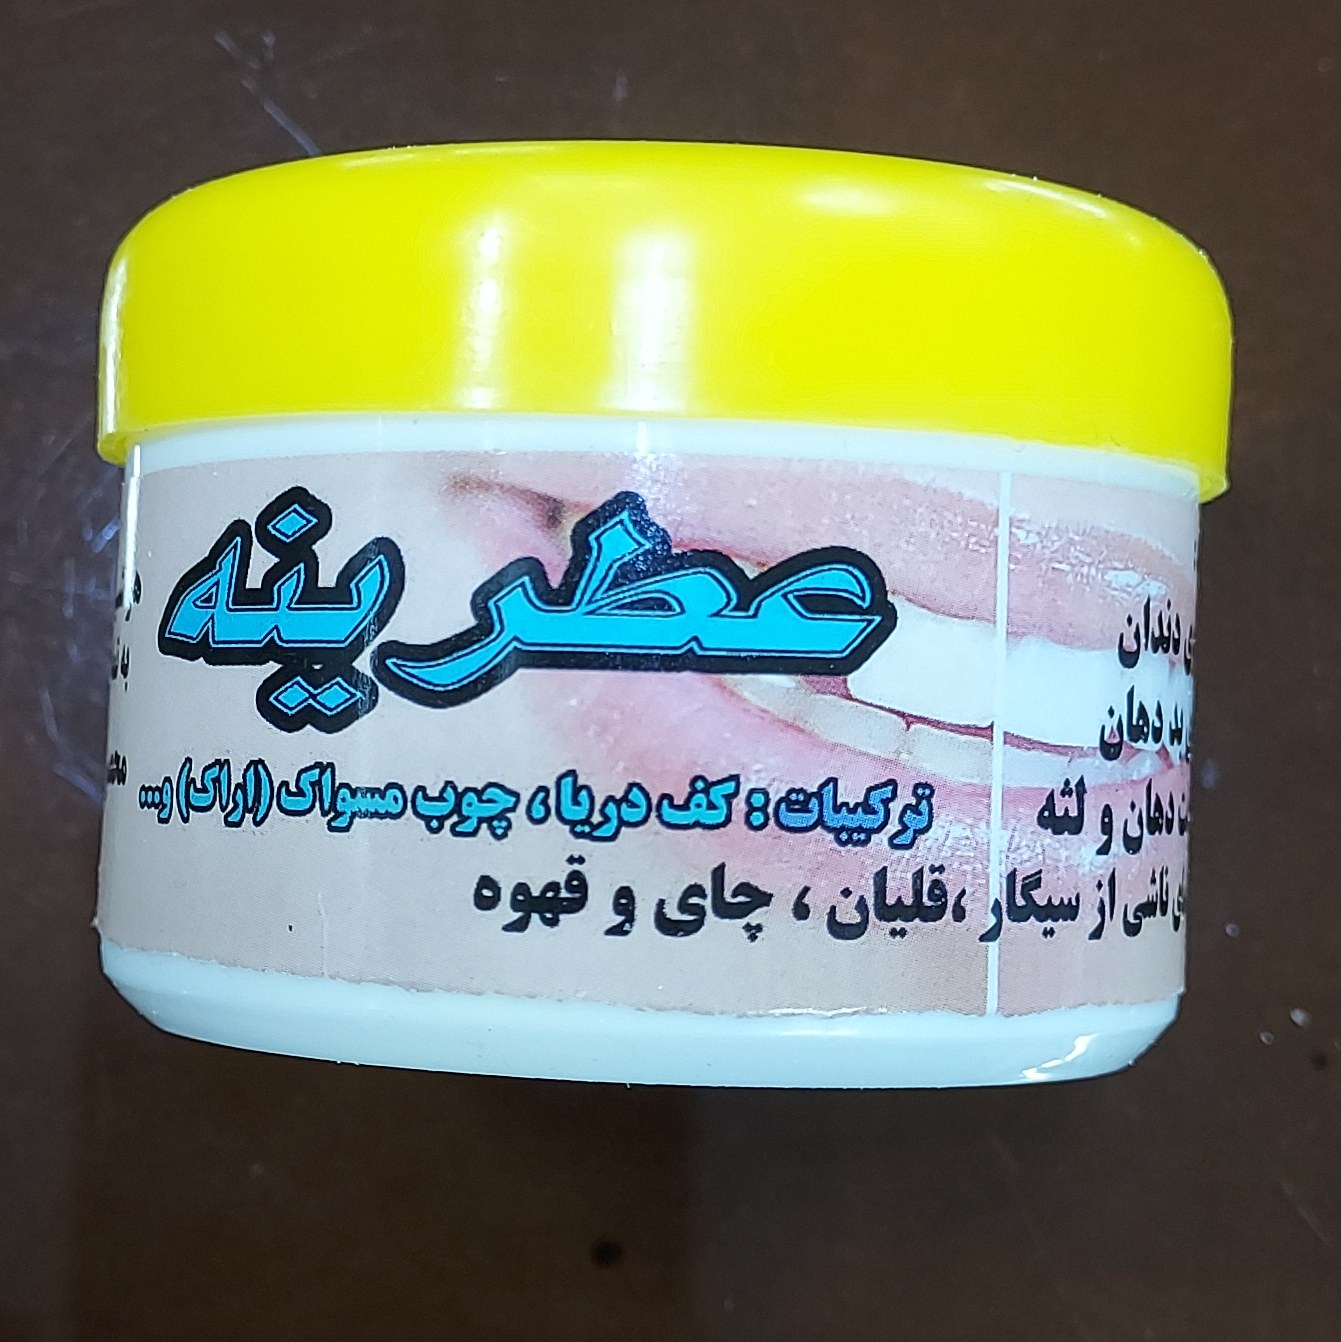 عطرینه
ترکیبات : کف دریا ، چوب مسواک (اراک) و...
دندان
بد دهان
دهان و لثه
ناشی از سیگار ،قلیان ، چای و قهوه